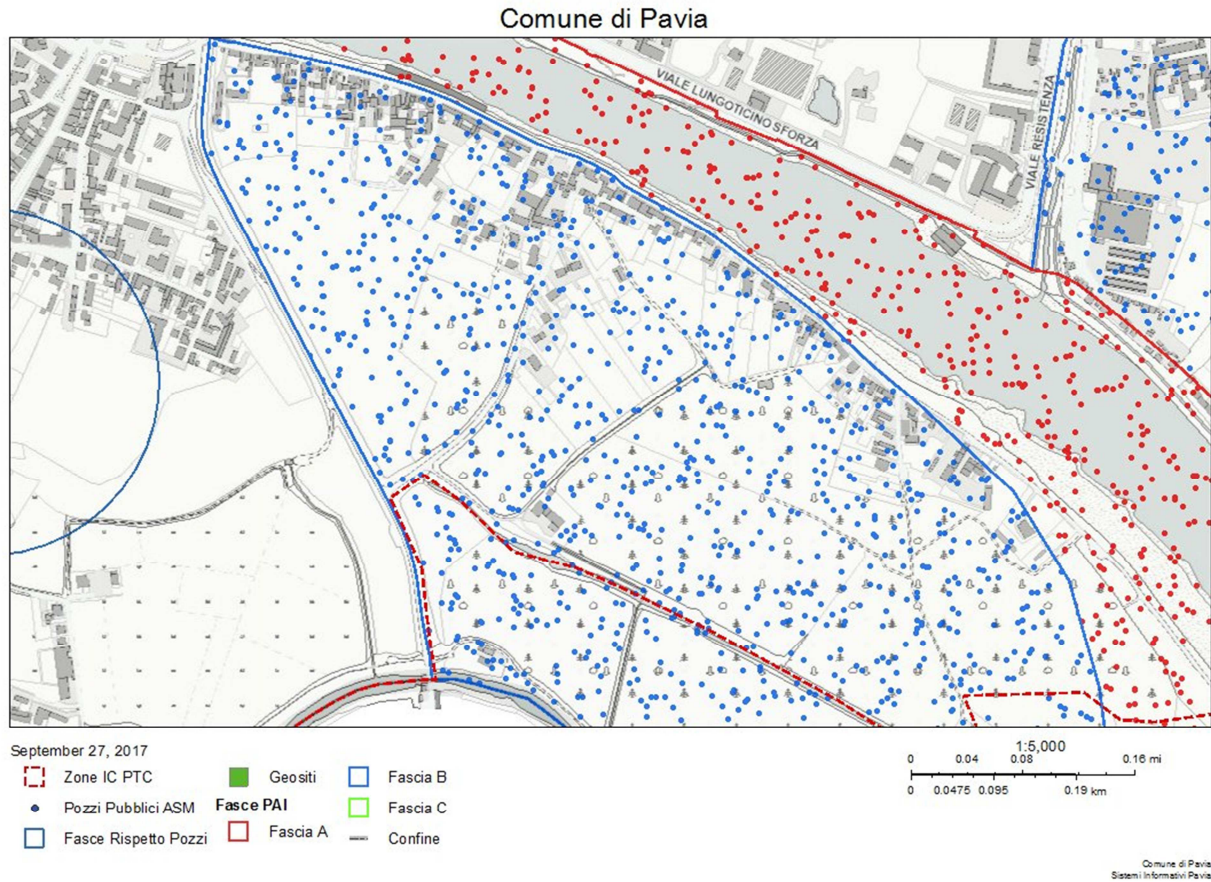 Comune di Pavia
VIALE LUNGOTICINO SFORZA
VIALE RESISTENZA
September 27, 2017
Zone IC PTC
Pozzi Pubblici ASM
Fasce Rispetto Pozzi
Geositi
Fasce PAI
Fascia A
Fascia B
Fascia C
Confine
1:5,000
0 0.04 0.08 0.16 mi
0 0.0475 0.095 0.19 km
Comune di Pavia
Sistemi Informativi Pavia